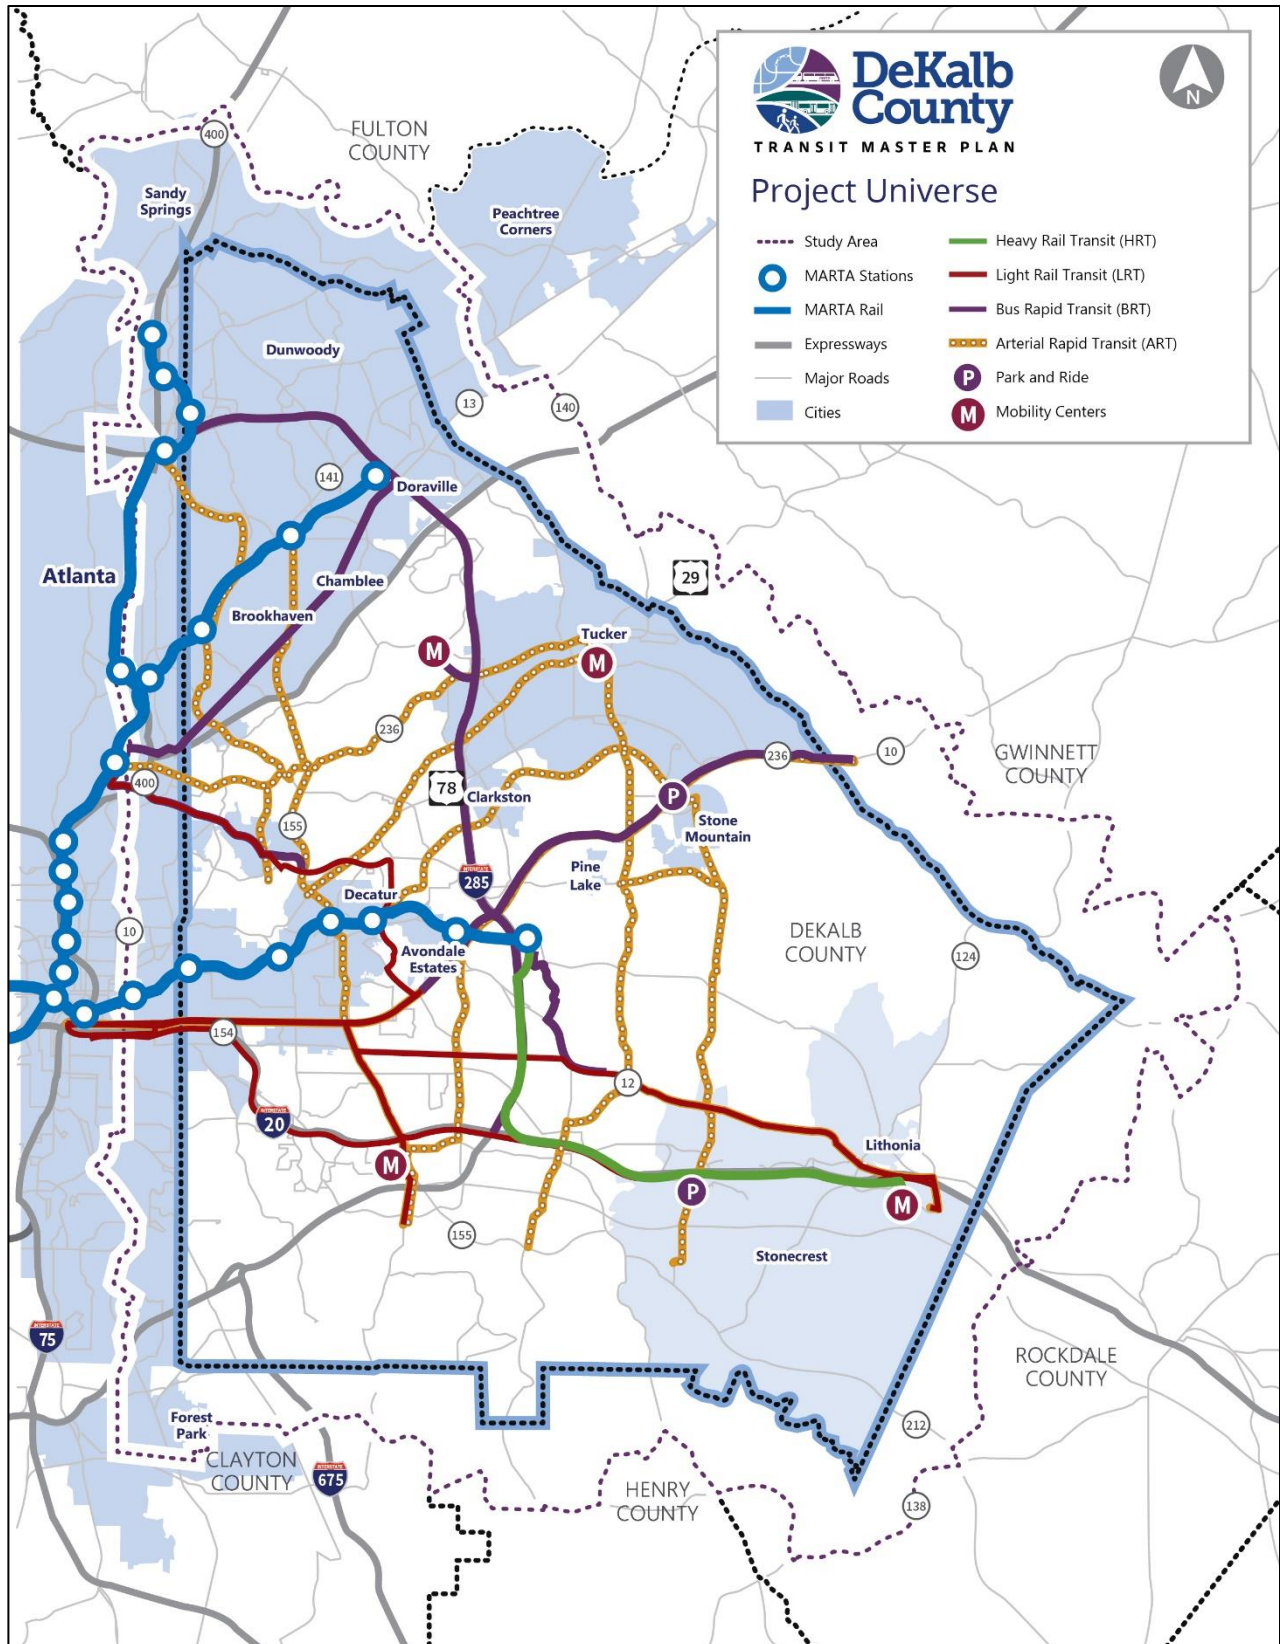 DeKalb
County
TRANSIT MASTER PLAN
N
Project Universe
Study Area
MARTA Stations
MARTA Rail
Expressways
Major Roads
Cities
Heavy Rail Transit (HRT)
Light Rail Transit (LRT)
Bus Rapid Transit (BRT)
Arterial Rapid Transit (ART)
P Park and Ride
M Mobility Centers
400
FULTON
COUNTY
Sandy
Springs
Peachtree
Corners
Dunwoody
13
140
141
Doraville
Atlanta
Chamblee
29
Brookhaven
Tucker
M
M
236
236
10
GWINNETT
COUNTY
400
78
Clarkston
P
155
Stone
Mountain
Pine
Lake
INTERSTATE
285
Decatur
10
Avondale
Estates
DEKALB
COUNTY
124
154
12
INTERSTATE
20
Lithonia
M
P
M
155
Stonecrest
INTERSTATE
75
ROCKDALE
COUNTY
Forest
Park
212
CLAYTON
COUNTY
INTERSTATE
675
HENRY
COUNTY
138